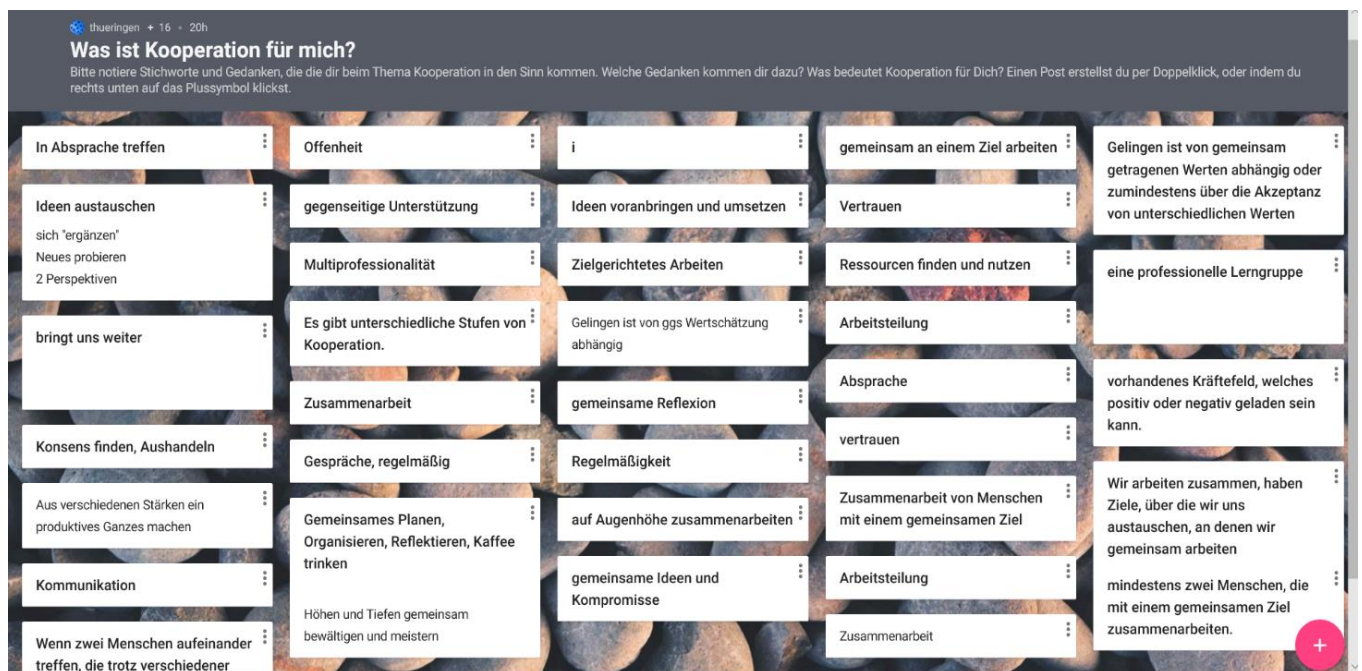 thueringen + 16 • 20h
Was ist Kooperation für mich?
Bitte notiere Stichworte und Gedanken, die die dir beim Thema Kooperation in den Sinn kommen. Welche Gedanken kommen dir dazu? Was bedeutet Kooperation für Dich? Einen Post erstellst du per Doppelklick, oder indem du
rechts unten auf das Plussymbol klickst.
In Absprache treffen
Ideen austauschen
sich "ergänzen"
Neues probieren
2 Perspektiven
bringt uns weiter
Konsens finden, Aushandeln
Aus verschiedenen Stärken ein
produktives Ganzes machen
Kommunikation
Wenn zwei Menschen aufeinander
treffen, die trotz verschiedener
Offenheit
gegenseitige Unterstützung
Multiprofessionalität
Es gibt unterschiedliche Stufen von
Kooperation.
Zusammenarbeit
Gespräche, regelmäßig
Gemeinsames Planen,
Organisieren, Reflektieren, Kaffee
trinken
Höhen und Tiefen gemeinsam
bewältigen und meistern
i
Ideen voranbringen und umsetzen
Zielgerichtetes Arbeiten
Gelingen ist von ggs Wertschätzung
abhängig
gemeinsame Reflexion
Regelmäßigkeit
auf Augenhöhe zusammenarbeiten
gemeinsame Ideen und
Kompromisse
gemeinsam an einem Ziel arbeiten
Vertrauen
Ressourcen finden und nutzen
Arbeitsteilung
Absprache
vertrauen
Zusammenarbeit von Menschen
mit einem gemeinsamen Ziel
Arbeitsteilung
Zusammenarbeit
Gelingen ist von gemeinsam
getragenen Werten abhängig oder
zumindestens über die Akzeptanz
von unterschiedlichen Werten
eine professionelle Lerngruppe
vorhandenes Kräftefeld, welches
positiv oder negativ geladen sein
kann.
Wir arbeiten zusammen, haben
Ziele, über die wir uns
austauschen, an denen wir
gemeinsam arbeiten
mindestens zwei Menschen, die
mit einem gemeinsamen Ziel
zusammenarbeiten.